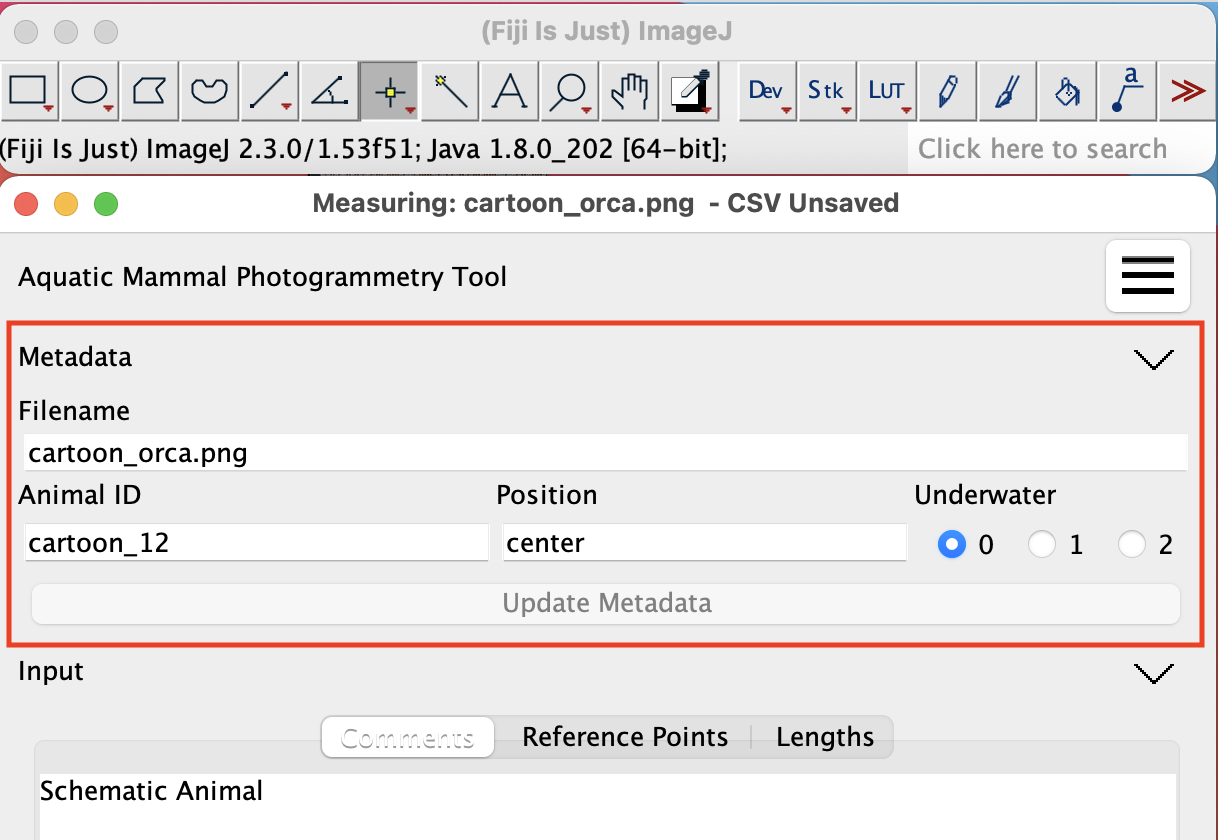 (Fiji Is Just) ImageJ
A Dev Stk LUT a
(Fiji Is Just) ImageJ 2.3.0/1.53f51; Java 1.8.0_202 [64-bit]; Click here to search
Measuring: cartoon_orca.png - CSV Unsaved
Aquatic Mammal Photogrammetry Tool
Metadata
Filename
cartoon_orca.png
Animal ID Position Underwater
cartoon_12 center 0 1 2
Update Metadata
Input
Comments Reference Points Lengths
Schematic Animal